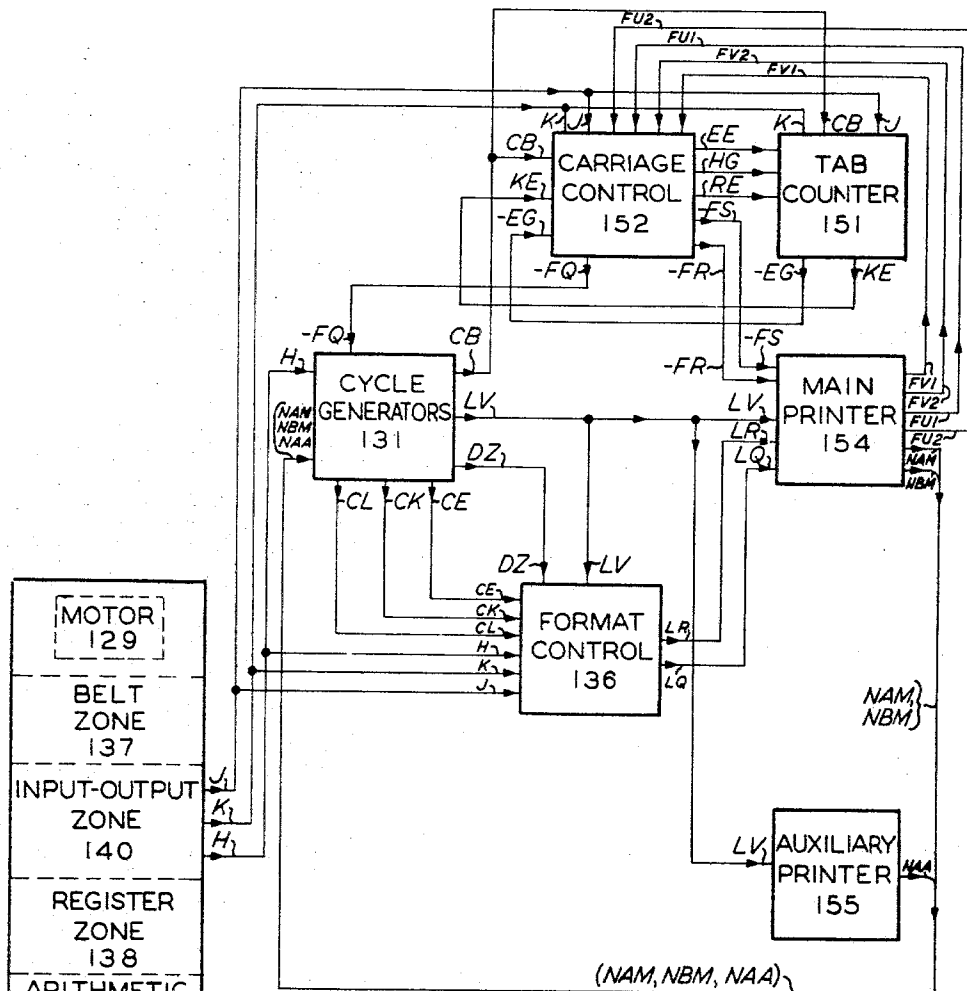 FU2
FU1
FV2
FV1
K J
K CB J
CB
KE
-EG
CARRIAGE
CONTROL
152
EE
HG
RE
-FS
TAB
COUNTER
151
-FQ
-FR
-EG
KE
-FQ
CB
-FS
-FR
H
NAM
NBM
NAA
CYCLE
GENERATORS
131
LV
DZ
LV
LR
LQ
MAIN
PRINTER
154
FV1
FV2
FU1
FU2
NAM
NBM
-CL
-CK
-CE
DZ
LV
CE
CK
CL
H
K
J
FORMAT
CONTROL
136
LR
LQ
MOTOR
129
BELT
ZONE
137
INPUT-OUTPUT
ZONE
140
J
K
H
REGISTER
ZONE
138
ARITHMETIC
NAM,
NBM
LV
AUXILIARY
PRINTER
155
NAA
(NAM, NBM, NAA)